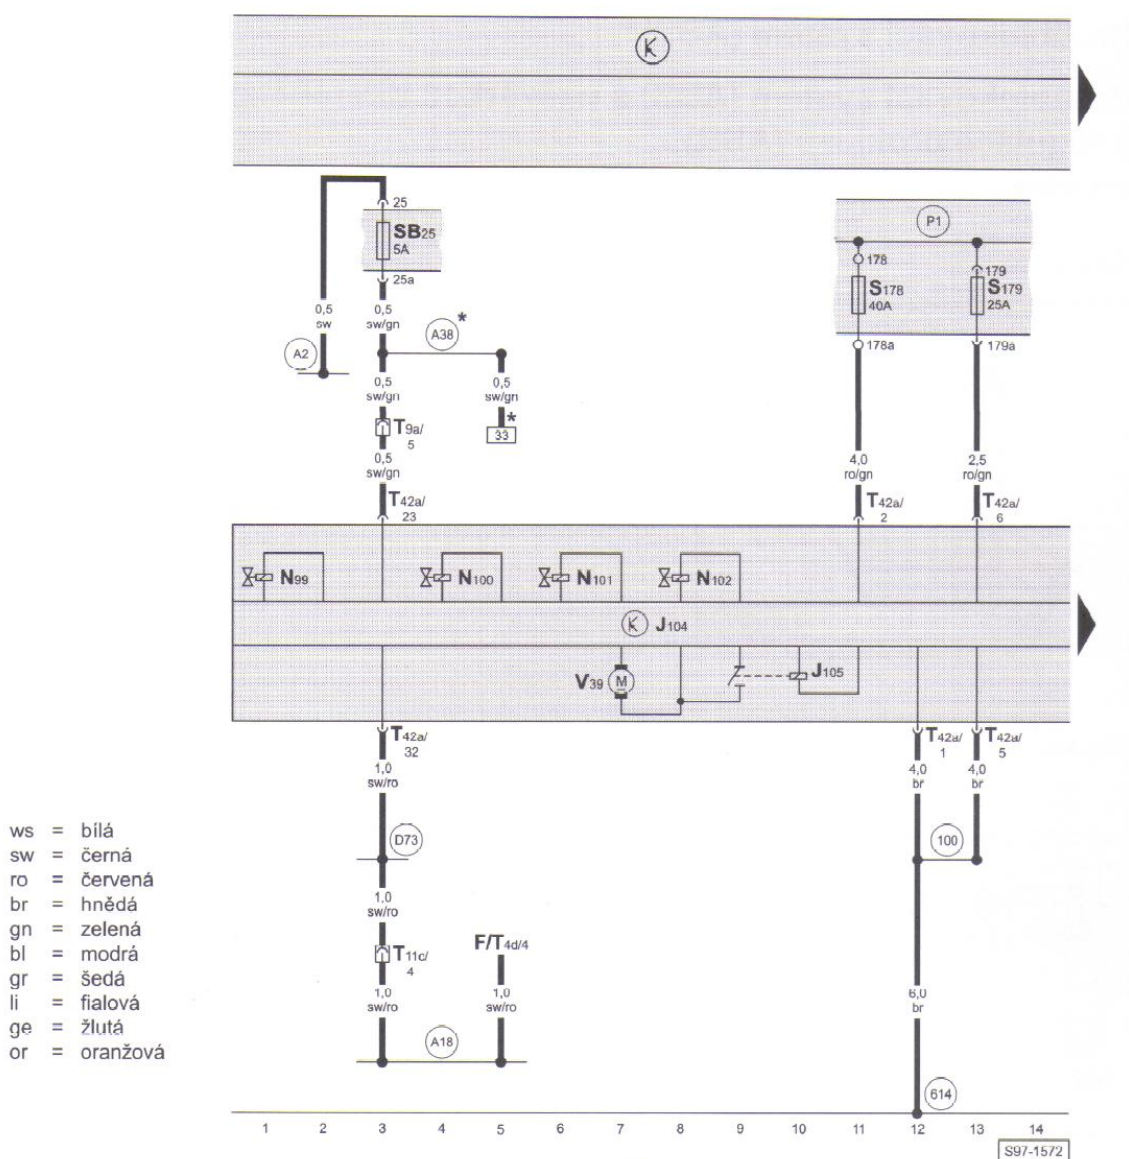 25
SB25
5A
25a
0,5
sw
0,5
sw/gn
A38
*
A2
0,5
sw/gn
0,5
sw/gn
*
33
T9a/
5
0,5
sw/gn
T42a/
23
P1
178
S178
40A
178a
179
S179
25A
179a
4,0
ro/gn
2,5
ro/gn
T42a/
2
T42a/
6
N99
N100
N101
N102
J104
V39
M
J105
T42a/
32
T42a/
1
T42a/
5
1,0
sw/ro
4,0
br
4,0
br
D73
100
1,0
sw/ro
T11c/
4
F/T4d/4
1,0
sw/ro
1,0
sw/ro
A18
6,0
br
614
ws = bílá
sw = černá
ro = červená
br = hnědá
gn = zelená
bl = modrá
gr = šedá
li = fialová
ge = žlutá
or = oranžová
1 2 3 4 5 6 7 8 9 10 11 12 13 14
S97-1572